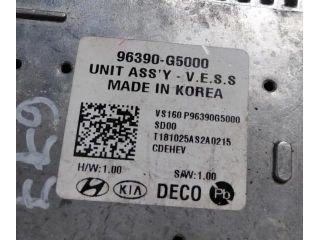 96390-G5000
UNIT ASS'Y - V.E.S.S
MADE IN KOREA
VS160 P96390G5000
SD00
T181025AS2A0215
CDEHEV
H/W:1.00 S/W:1.00
KIA DECO Pb